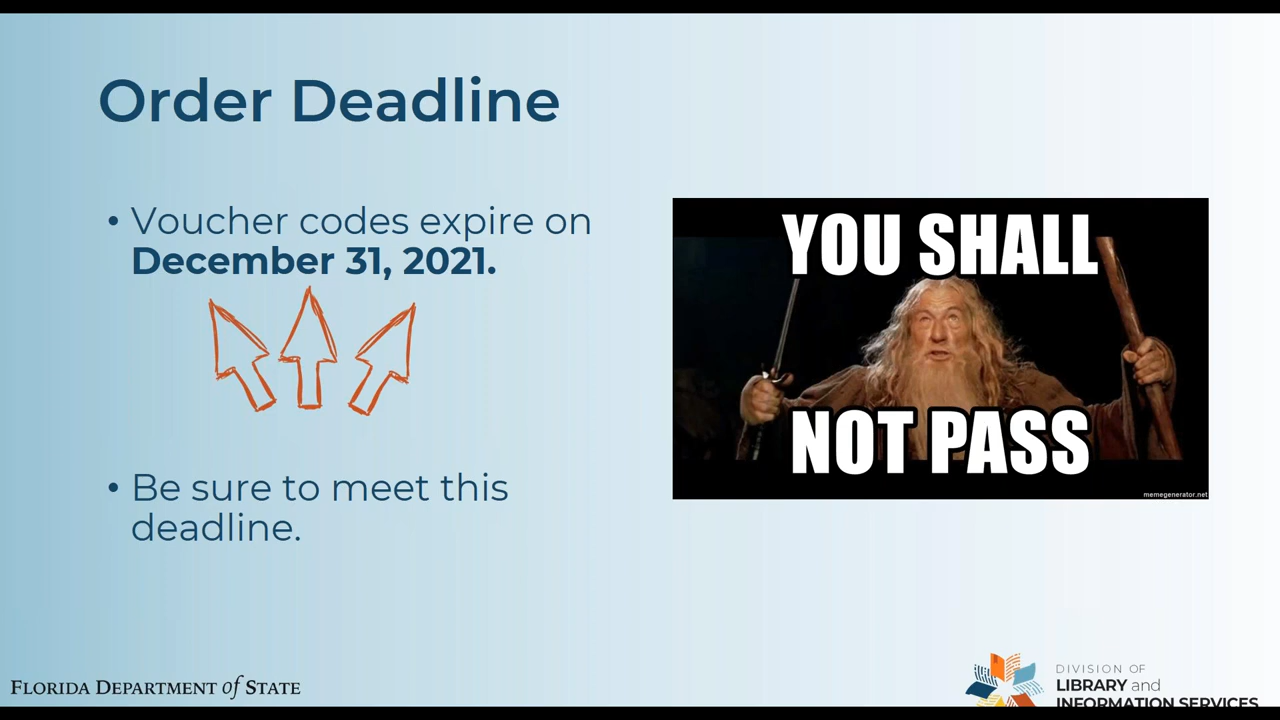 Order Deadline
• Voucher codes expire on
December 31, 2021.
• Be sure to meet this
deadline.
YOU SHALL
NOT PASS
memegenerator.net
FLORIDA DEPARTMENT of STATE
DIVISION OF
LIBRARY and
INFORMATION SERVICES